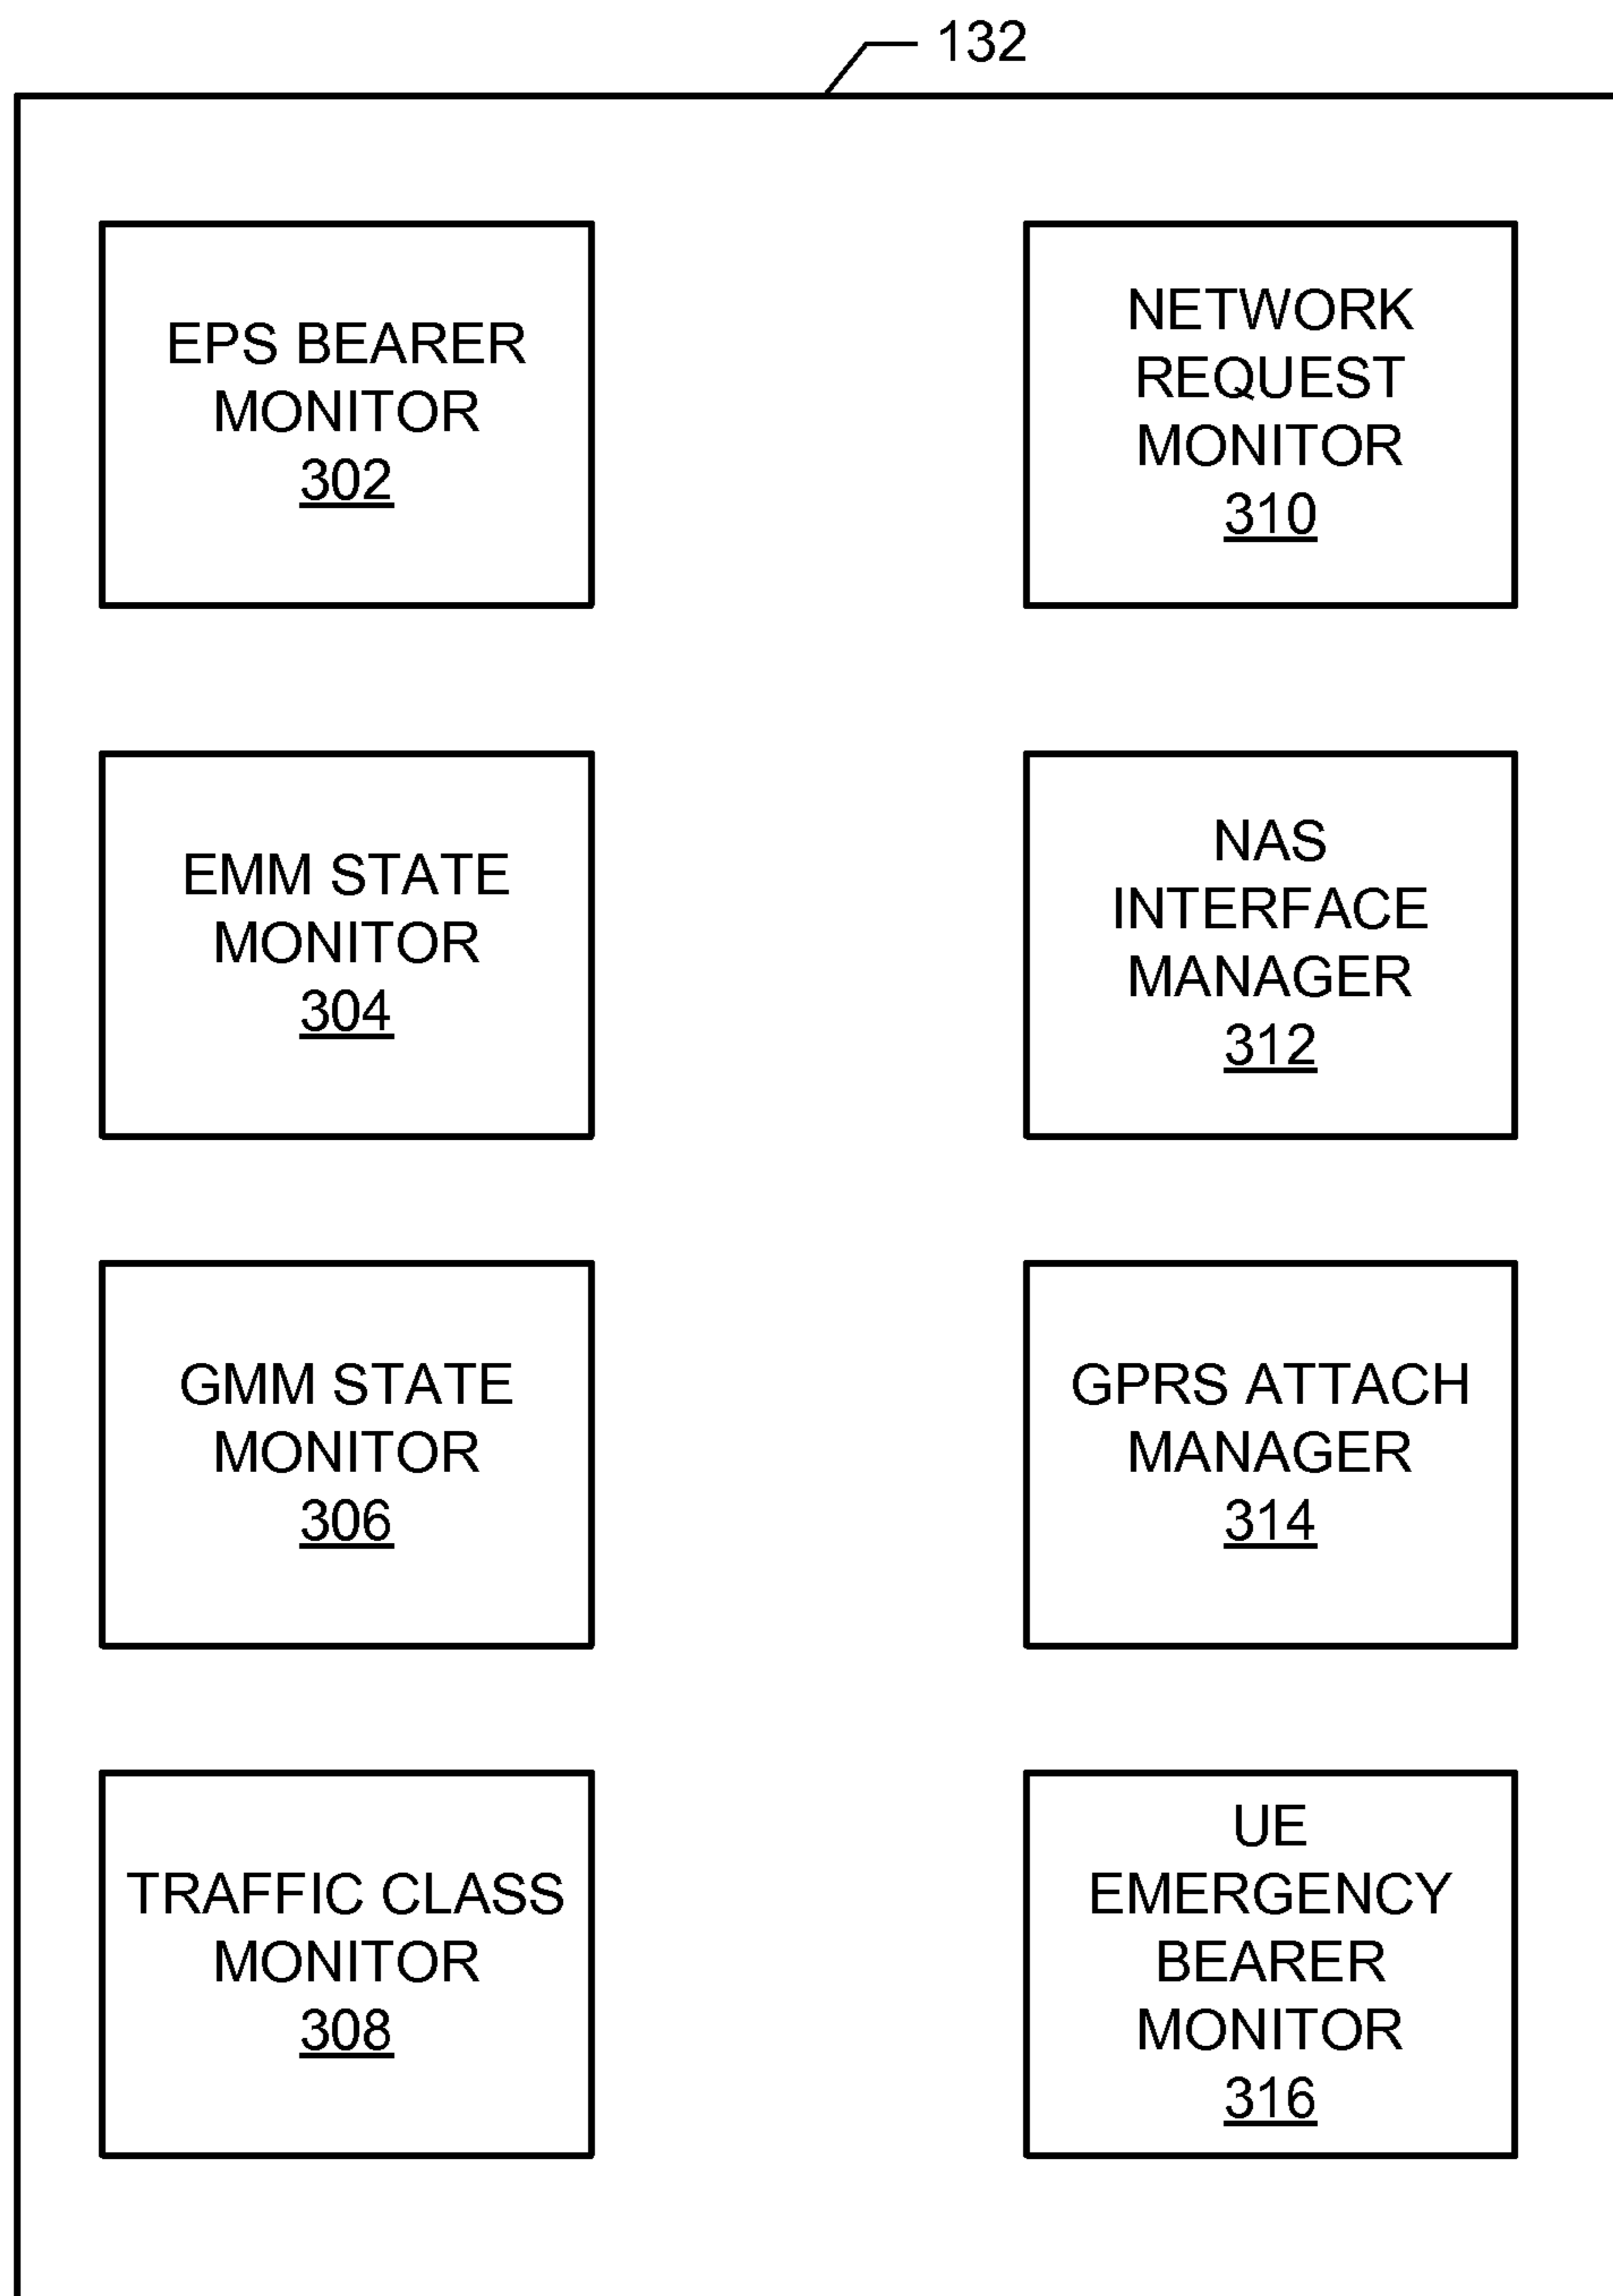 132
EPS BEARER
MONITOR
302
NETWORK
REQUEST
MONITOR
310
EMM STATE
MONITOR
304
NAS
INTERFACE
MANAGER
312
GMM STATE
MONITOR
306
GPRS ATTACH
MANAGER
314
TRAFFIC CLASS
MONITOR
308
UE
EMERGENCY
BEARER
MONITOR
316